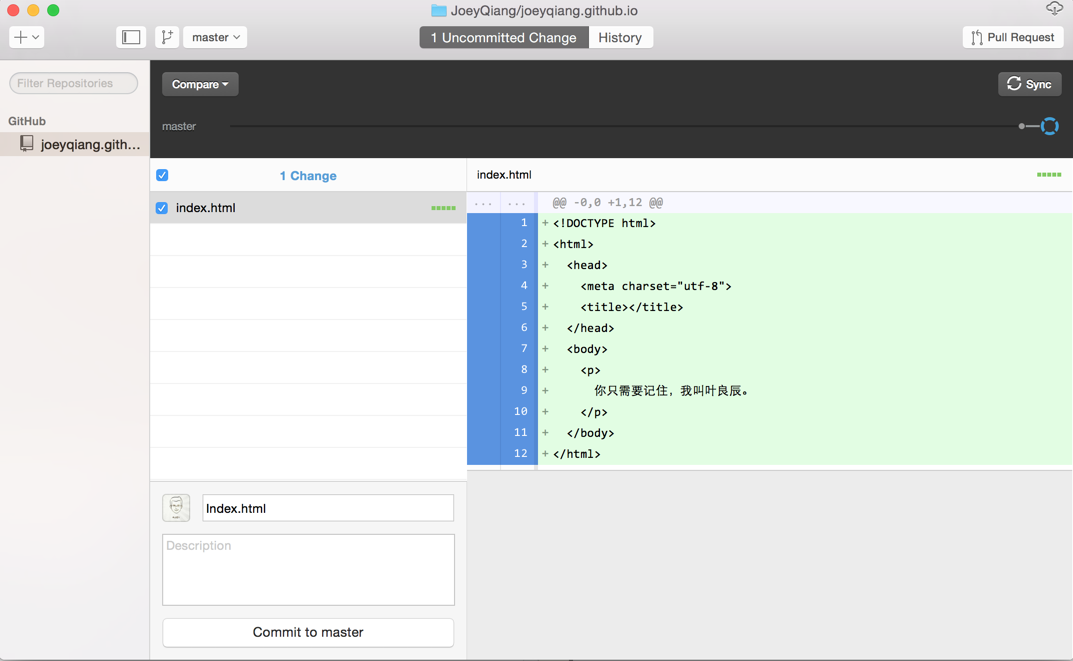 JoeyQiang/joeyqiang.github.io
master
1 Uncommitted Change
History
Pull Request
Filter Repositories
Compare
Sync
GitHub
master
joeyqiang.gith...
1 Change
index.html
index.html
... ... @@ -0,0 +1,12 @@
1 +<!DOCTYPE html>
2 +<html>
3 + <head>
4 + <meta charset="utf-8">
5 + <title></title>
6 + </head>
7 + <body>
8 + <p>
9 + 你只需要记住，我叫叶良辰。
10 + </p>
11 + </body>
12 +</html>
Index.html
Description
Commit to master